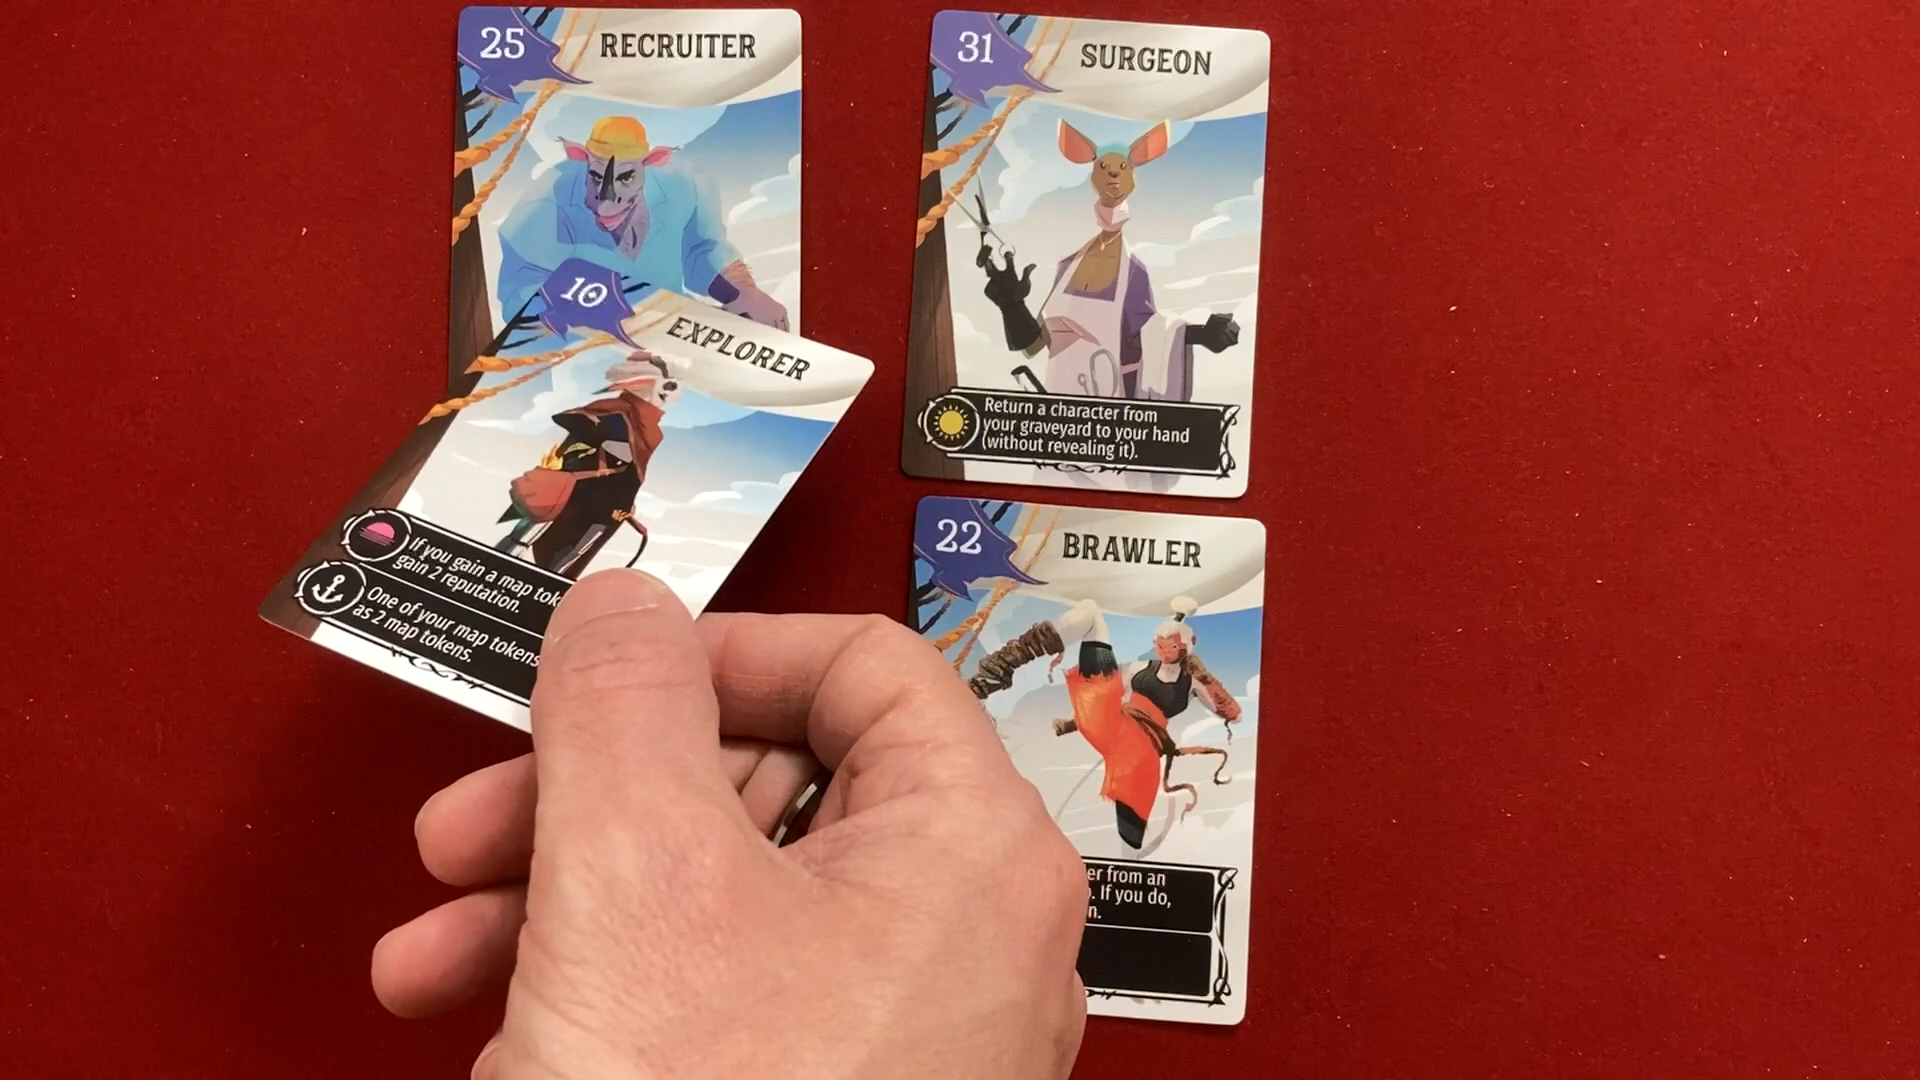 25
RECRUITER
31
SURGEON
Return a character from
your graveyard to your hand
(without revealing it).
10
EXPLORER
If you gain a map
gain 2 reputation.
One of your map tokens
as 2 map tokens.
22
BRAWLER
from an
If you do,